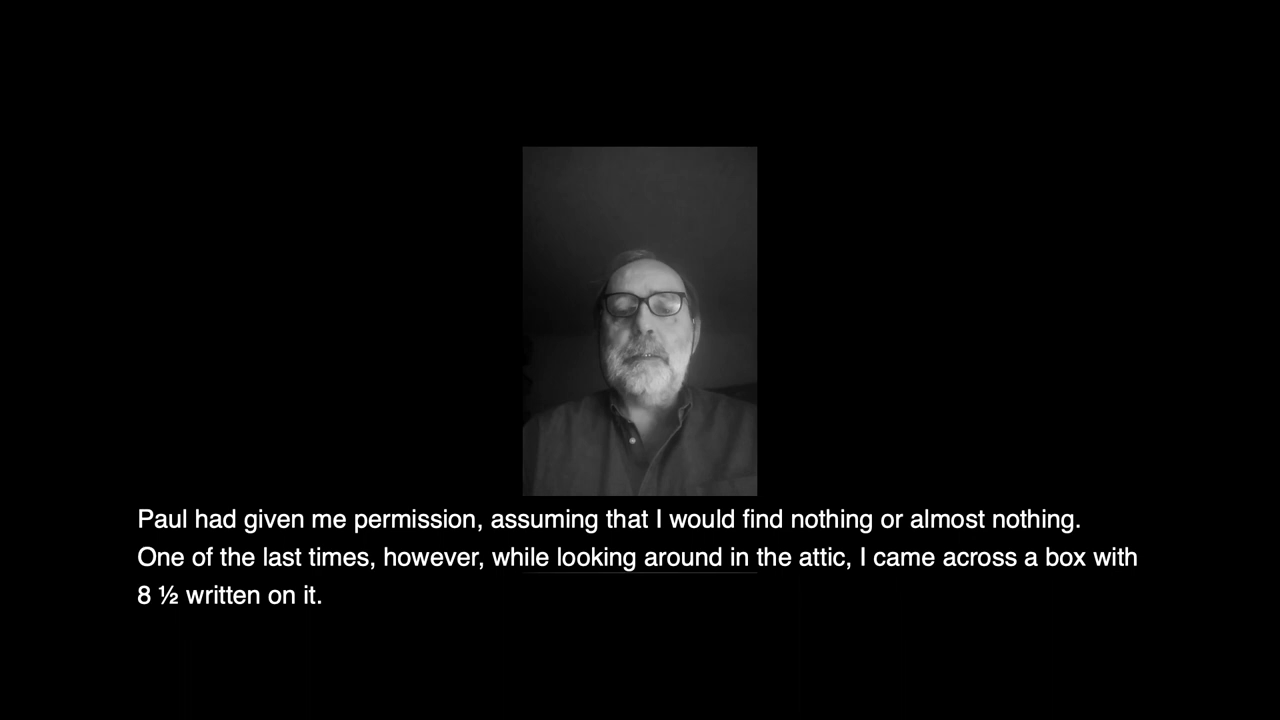 Paul had given me permission, assuming that I would find nothing or almost nothing.
One of the last times, however, while looking around in the attic, I came across a box with
8 ½ written on it.